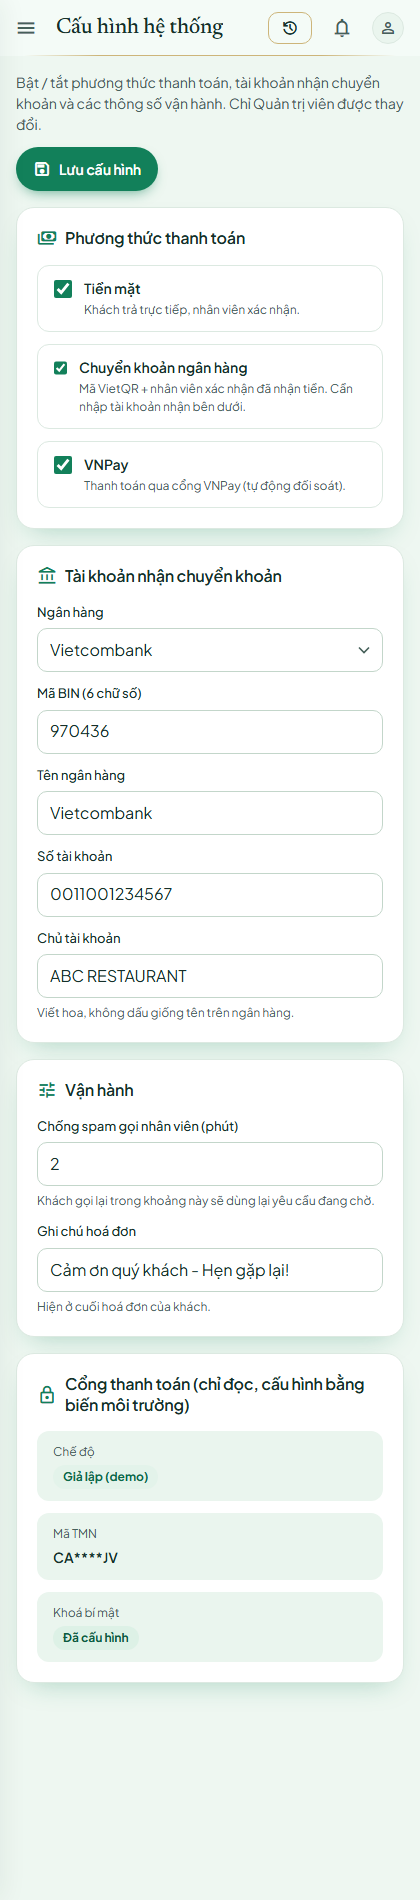 Cấu hình hệ thống
Bật / tắt phương thức thanh toán, tài khoản nhận chuyển
khoản và các thông số vận hành. Chỉ Quản trị viên được thay
đổi.
Lưu cấu hình
Phương thức thanh toán
Tiền mặt
Khách trả trực tiếp, nhân viên xác nhận.
Chuyển khoản ngân hàng
Mã VietQR + nhân viên xác nhận đã nhận tiền. Cần
nhập tài khoản nhận bên dưới.
VNPay
Thanh toán qua cổng VNPay (tự động đối soát).
Tài khoản nhận chuyển khoản
Ngân hàng
Vietcombank
Mã BIN (6 chữ số)
970436
Tên ngân hàng
Vietcombank
Số tài khoản
0011001234567
Chủ tài khoản
ABC RESTAURANT
Viết hoa, không dấu giống tên trên ngân hàng.
Vận hành
Chống spam gọi nhân viên (phút)
2
Khách gọi lại trong khoảng này sẽ dùng lại yêu cầu đang chờ.
Ghi chú hoá đơn
Cảm ơn quý khách - Hẹn gặp lại!
Hiện ở cuối hoá đơn của khách.
Cổng thanh toán (chỉ đọc, cấu hình bằng
biến môi trường)
Chế độ
Giả lập (demo)
Mã TMN
CA****JV
Khoá bí mật
Đã cấu hình